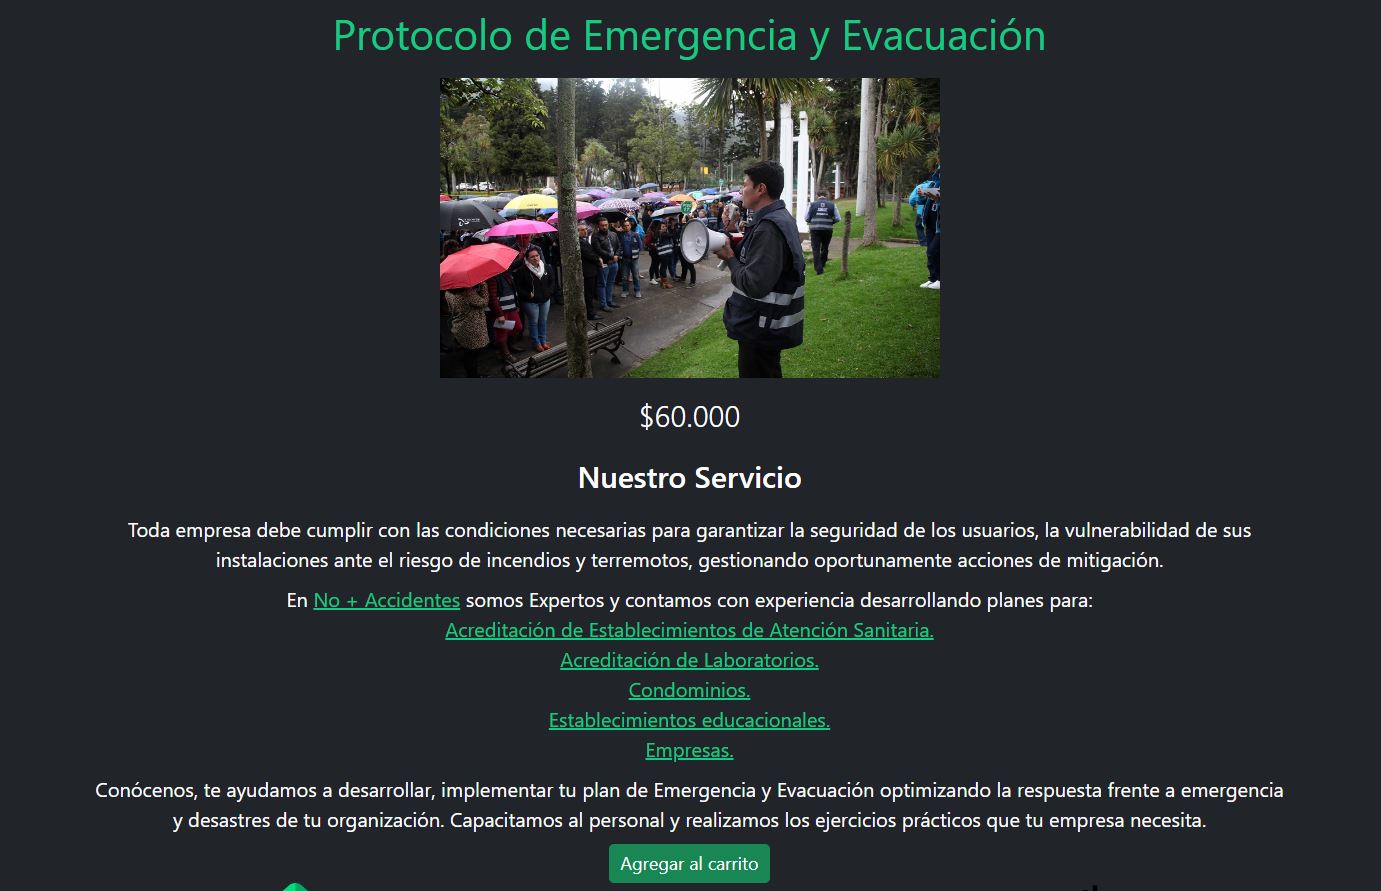 Protocolo de Emergencia y Evacuación
$60.000
Nuestro Servicio
Toda empresa debe cumplir con las condiciones necesarias para garantizar la seguridad de los usuarios, la vulnerabilidad de sus
instalaciones ante el riesgo de incendios y terremotos, gestionando oportunamente acciones de mitigación.
En No + Accidentes somos Expertos y contamos con experiencia desarrollando planes para:
Acreditación de Establecimientos de Atención Sanitaria.
Acreditación de Laboratorios.
Condominios.
Establecimientos educacionales.
Empresas.
Conócenos, te ayudamos a desarrollar, implementar tu plan de Emergencia y Evacuación optimizando la respuesta frente a emergencia
y desastres de tu organización. Capacitamos al personal y realizamos los ejercicios prácticos que tu empresa necesita.
Agregar al carrito